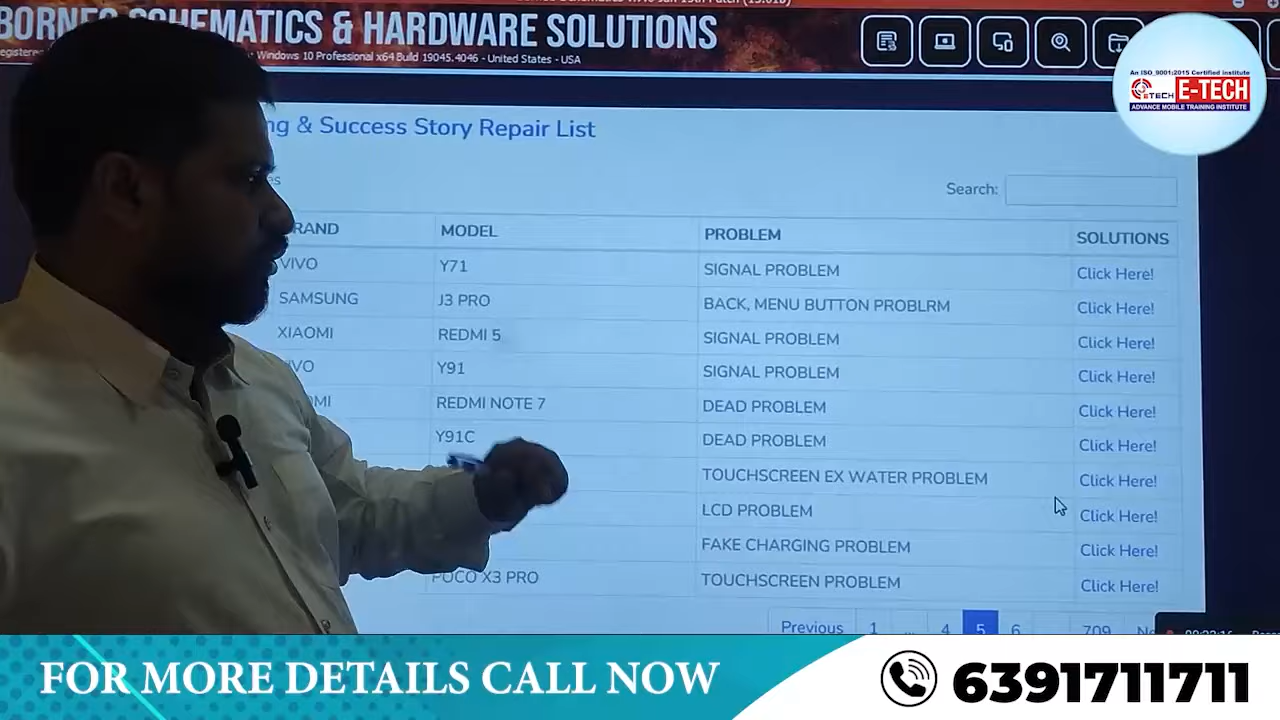 BORNEO SCHEMATICS & HARDWARE SOLUTIONS
Windows 10 Professional x64 Build 19045.4046 - United States - USA
An ISO_9001:2015 Certified Institute
ETECH E-TECH
ADVANCE MOBILE TRAINING INSTITUTE
& Success Story Repair List
Search:
MODEL PROBLEM SOLUTIONS
VIVO Y71 SIGNAL PROBLEM Click Here!
SAMSUNG J3 PRO BACK, MENU BUTTON PROBLRM Click Here!
XIAOMI REDMI 5 SIGNAL PROBLEM Click Here!
Y91 SIGNAL PROBLEM Click Here!
REDMI NOTE 7 DEAD PROBLEM Click Here!
Y91C DEAD PROBLEM Click Here!
TOUCHSCREEN EX WATER PROBLEM Click Here!
LCD PROBLEM Click Here!
FAKE CHARGING PROBLEM Click Here!
POCO X3 PRO TOUCHSCREEN PROBLEM Click Here!
Previous 1 ... 4 5 6 709
FOR MORE DETAILS CALL NOW 6391711711